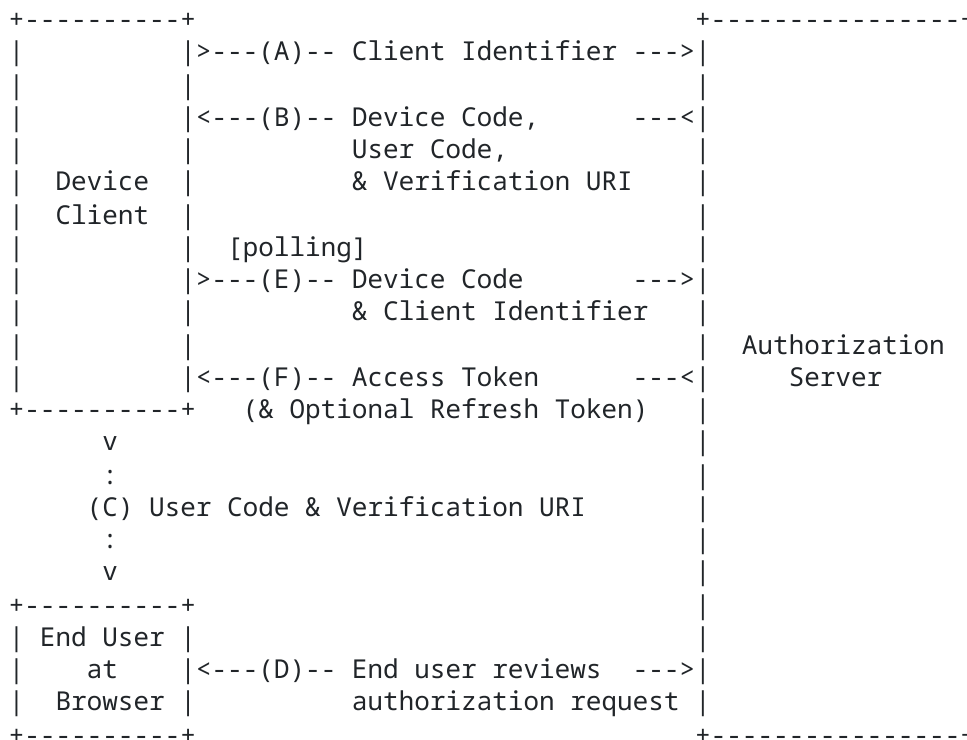 +----------+                                +----------------+
|          |>---(A)-- Client Identifier --->|
|          |                                |
|          |<---(B)-- Device Code,      ---<|
|          |          User Code,            |
|  Device  |          & Verification URI    |
|  Client  |                                |
|          |  [polling]                     |
|          |>---(E)-- Device Code       --->|
|          |          & Client Identifier   |
|          |                                |  Authorization
|          |<---(F)-- Access Token      ---<|     Server
+----------+   (& Optional Refresh Token)   |
      v                                     |
      :                                     |
     (C) User Code & Verification URI       |
      :                                     |
      v                                     |
+----------+                                |
| End User |                                |
|    at    |<---(D)-- End user reviews  --->|
|  Browser |          authorization request |
+----------+                                +----------------+